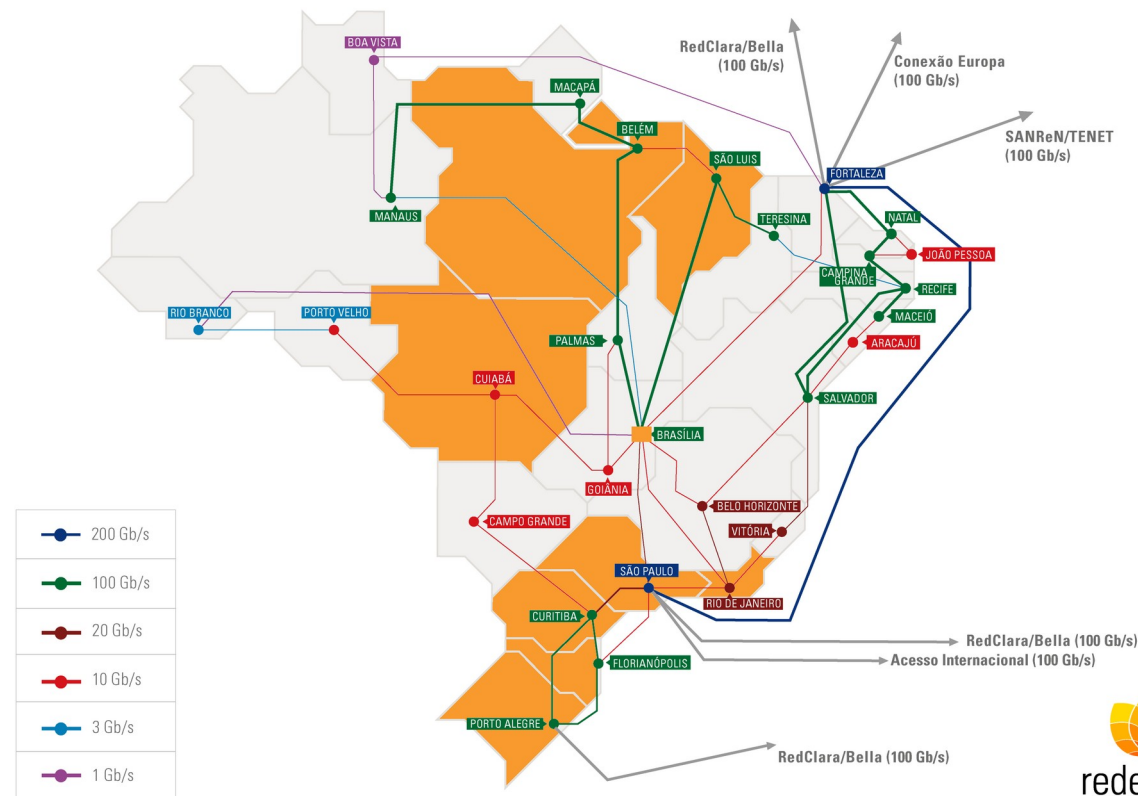 RedClara/Bella
(100 Gb/s)
Conexão Europa
(100 Gb/s)
SANReN/TENET
(100 Gb/s)
BOA VISTA
MACAPÁ
BELÉM
SÃO LUIS
FORTALEZA
MANAUS
TERESINA
NATAL
JOÃO PESSOA
CAMPINA
GRANDE
RECIFE
MACEIÓ
RIO BRANCO
PORTO VELHO
PALMAS
ARACAJÚ
CUIABÁ
SALVADOR
BRASÍLIA
GOIÂNIA
BELO HORIZONTE
CAMPO GRANDE
VITÓRIA
SÃO PAULO
RIO DE JANEIRO
CURITIBA
FLORIANÓPOLIS
PORTO ALEGRE
RedClara/Bella (100 Gb/s)
Acesso Internacional (100 Gb/s)
RedClara/Bella (100 Gb/s)
200 Gb/s
100 Gb/s
20 Gb/s
10 Gb/s
3 Gb/s
1 Gb/s